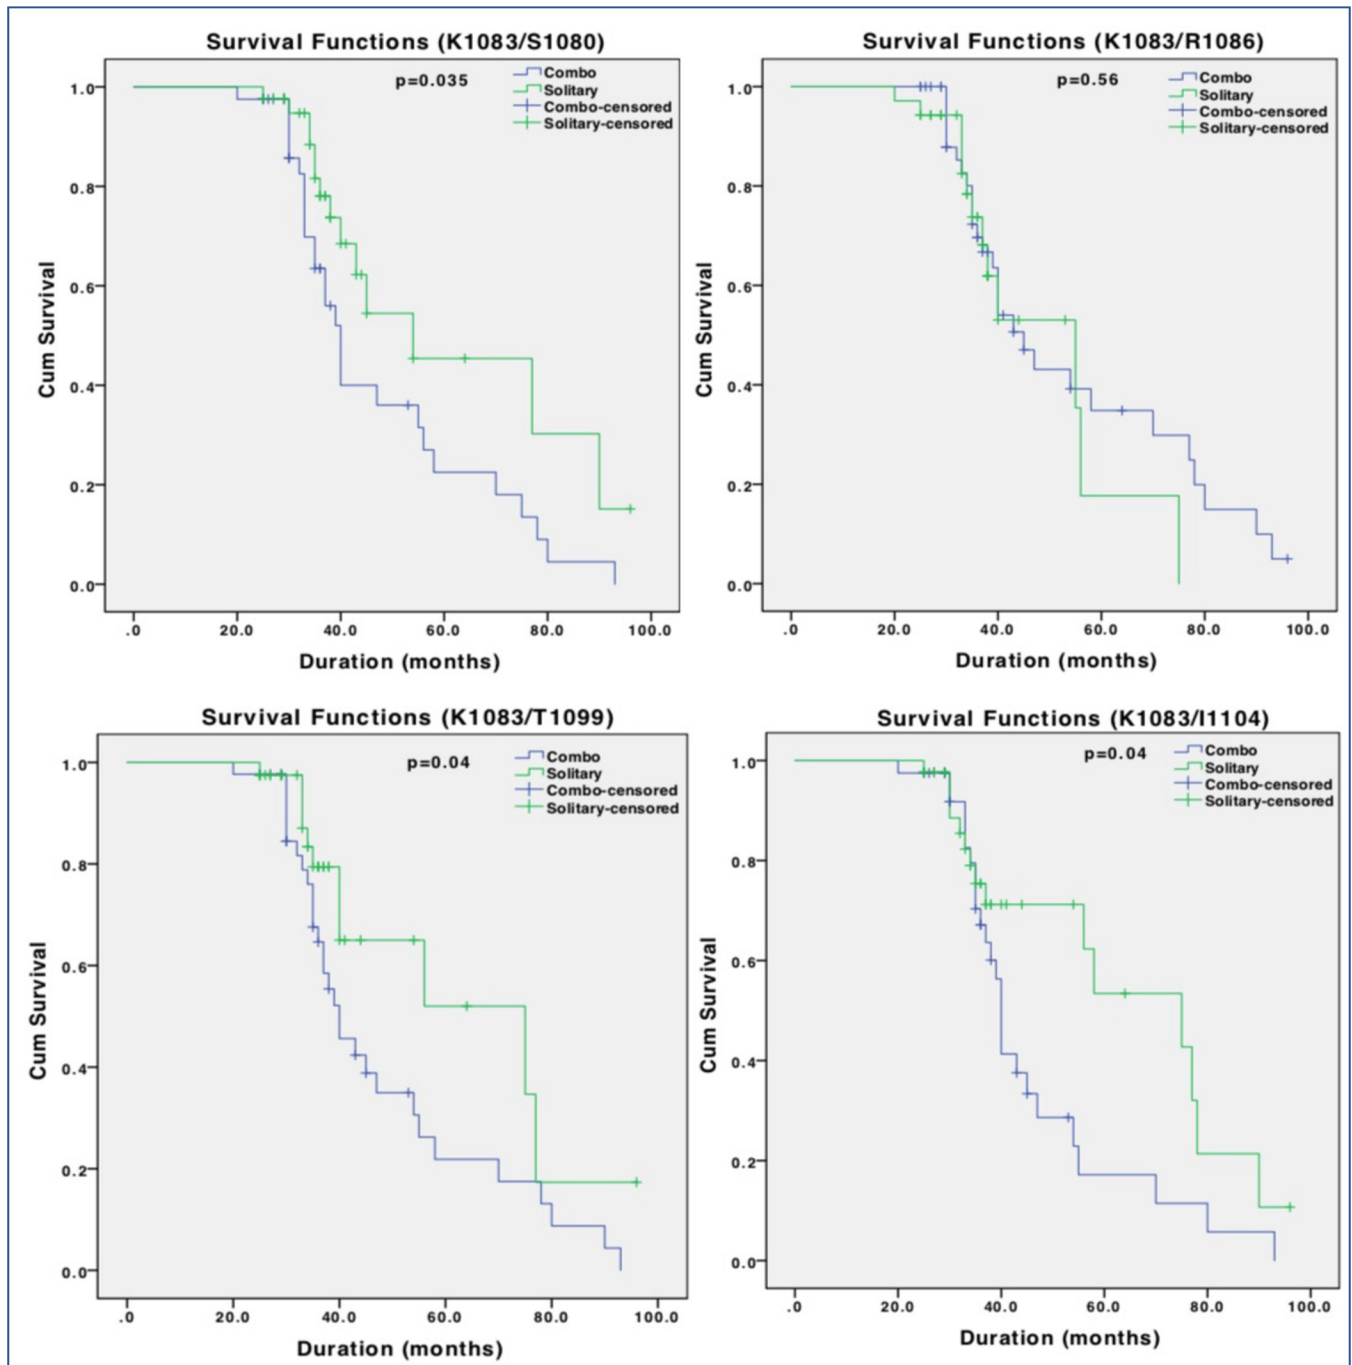 Survival Functions (K1083/S1080)
p=0.035
Combo
Solitary
Combo-censored
Solitary-censored
Cum Survival
1.0
0.8
0.6
0.4
0.2
0.0
.0 20.0 40.0 60.0 80.0 100.0
Duration (months)
Survival Functions (K1083/R1086)
p=0.56
Combo
Solitary
Combo-censored
Solitary-censored
Cum Survival
1.0
0.8
0.6
0.4
0.2
0.0
.0 20.0 40.0 60.0 80.0 100.0
Duration (months)
Survival Functions (K1083/T1099)
p=0.04
Combo
Solitary
Combo-censored
Solitary-censored
Cum Survival
1.0
0.8
0.6
0.4
0.2
0.0
.0 20.0 40.0 60.0 80.0 100.0
Duration (months)
Survival Functions (K1083/I1104)
p=0.04
Combo
Solitary
Combo-censored
Solitary-censored
Cum Survival
1.0
0.8
0.6
0.4
0.2
0.0
.0 20.0 40.0 60.0 80.0 100.0
Duration (months)